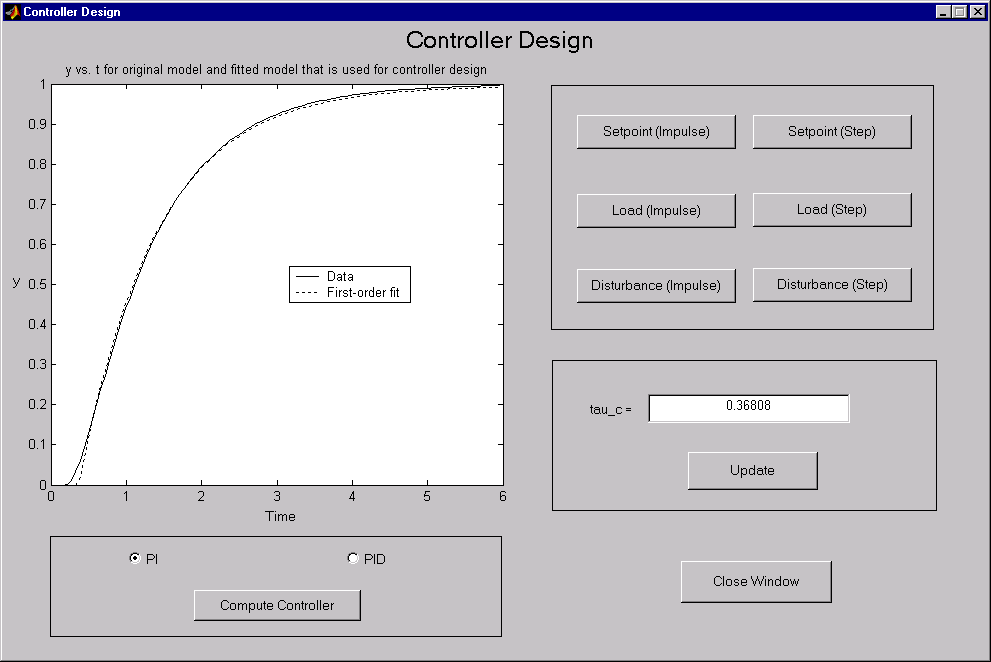 Controller Design
Controller Design
y vs. t for original model and fitted model that is used for controller design
1
0.9
0.8
0.7
0.6
0.5
0.4
0.3
0.2
0.1
0
y
0 1 2 3 4 5 6
Time
Data
First-order fit
Setpoint (Impulse) Setpoint (Step)
Load (Impulse) Load (Step)
Disturbance (Impulse) Disturbance (Step)
tau_c = 0.36808
Update
PI PID
Compute Controller
Close Window